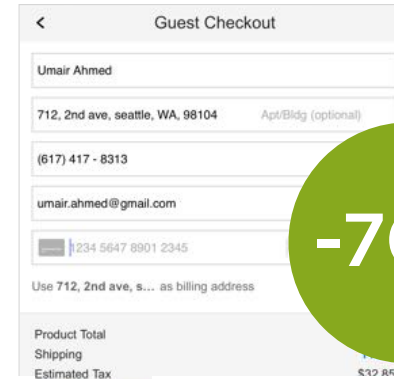 < Guest Checkout
Umair Ahmed
712, 2nd ave, seattle, WA, 98104 Apt/Bldg (optional)
(617) 417 - 8313
umair.ahmed@gmail.com
1234 5647 8901 2345
-7
Use 712, 2nd ave, s... as billing address
Product Total
Shipping
Estimated Tax $32.85